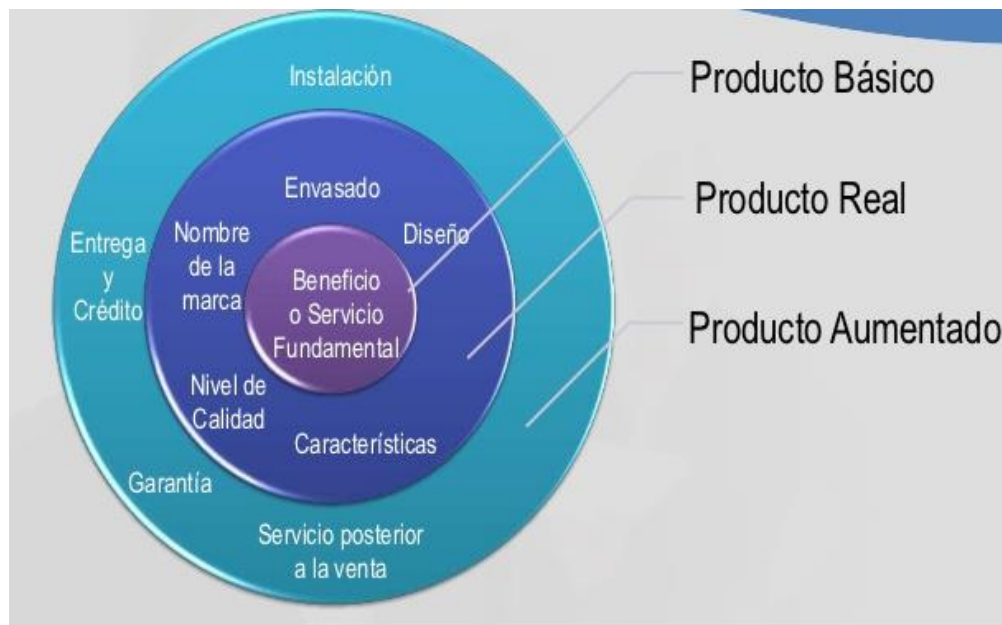 Instalación
Envasado
Nombre
de la
marca
Diseño
Entrega
y
Crédito
Beneficio
o Servicio
Fundamental
Nivel de
Calidad
Características
Garantía
Servicio posterior
a la venta
Producto Básico
Producto Real
Producto Aumentado